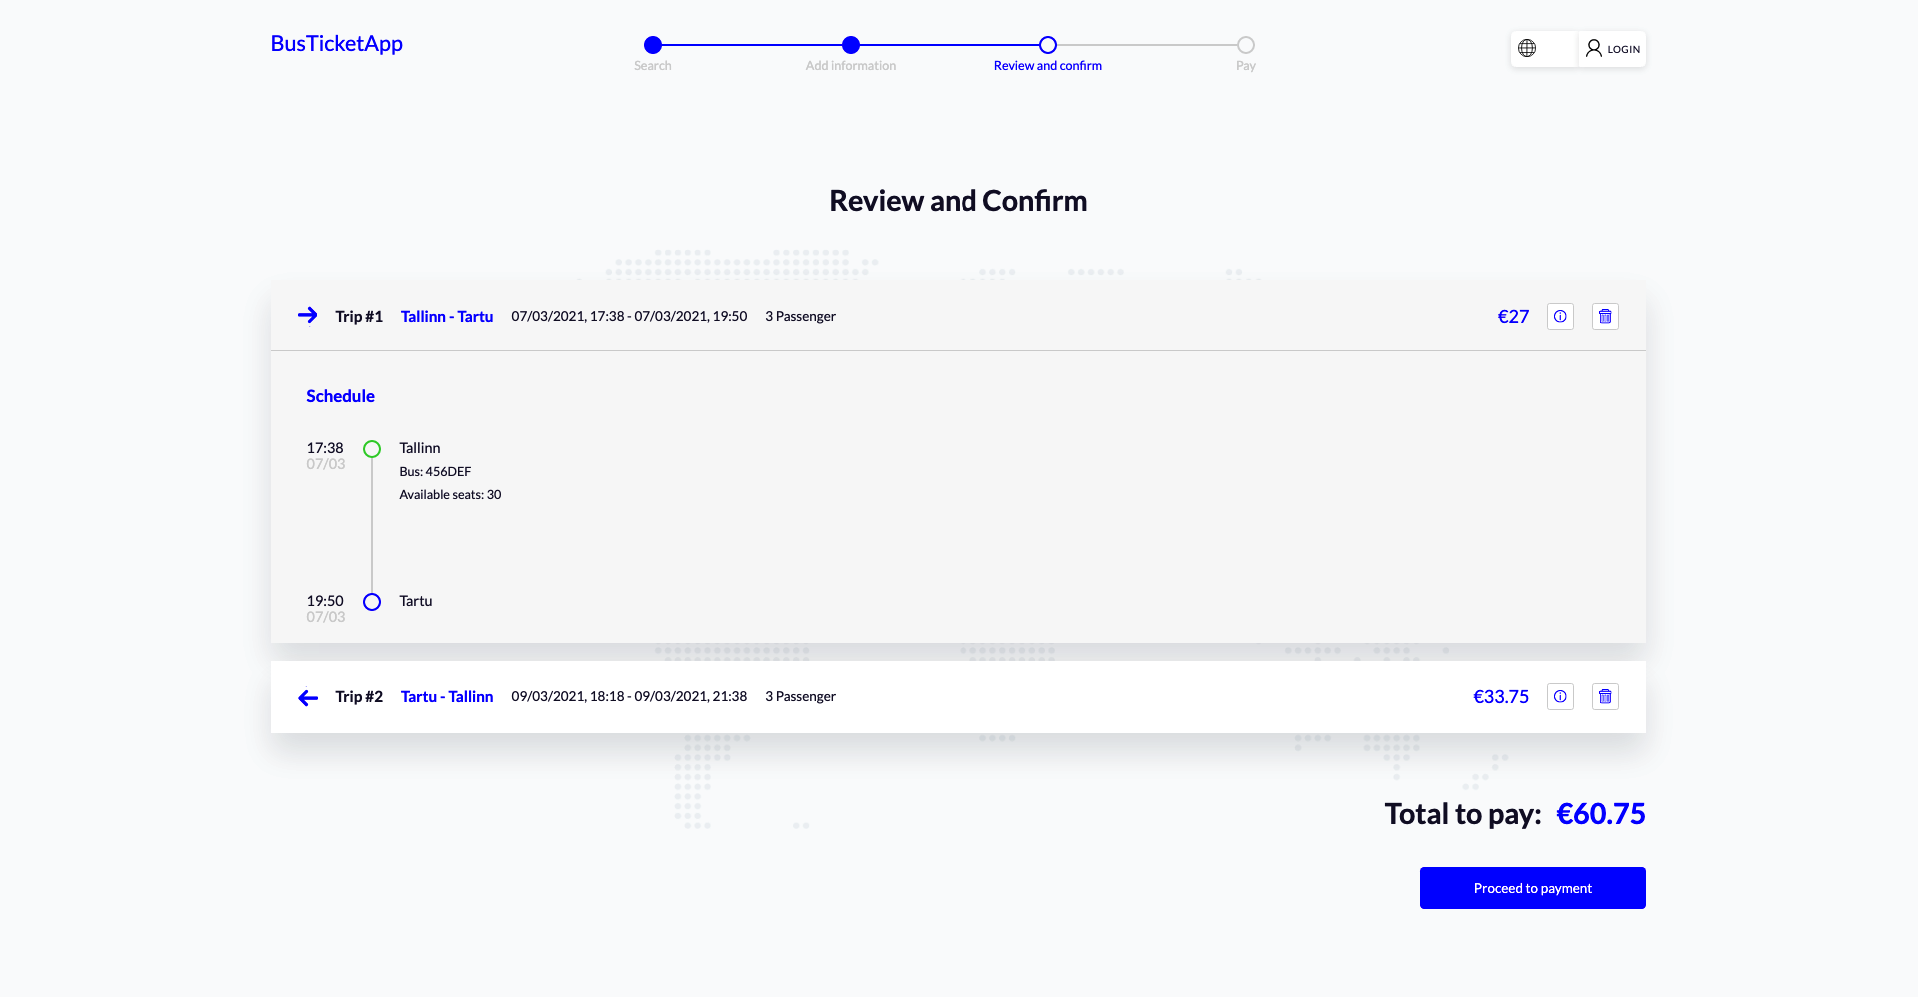 BusTicketApp
Search
Add information
Review and confirm
Pay
LOGIN
Review and Confirm
Trip #1 Tallinn - Tartu 07/03/2021, 17:38 - 07/03/2021, 19:50 3 Passenger €27
Schedule
17:38 Tallinn
07/03
Bus: 456DEF
Available seats: 30
19:50 Tartu
07/03
Trip #2 Tartu - Tallinn 09/03/2021, 18:18 - 09/03/2021, 21:38 3 Passenger €33.75
Total to pay: €60.75
Proceed to payment